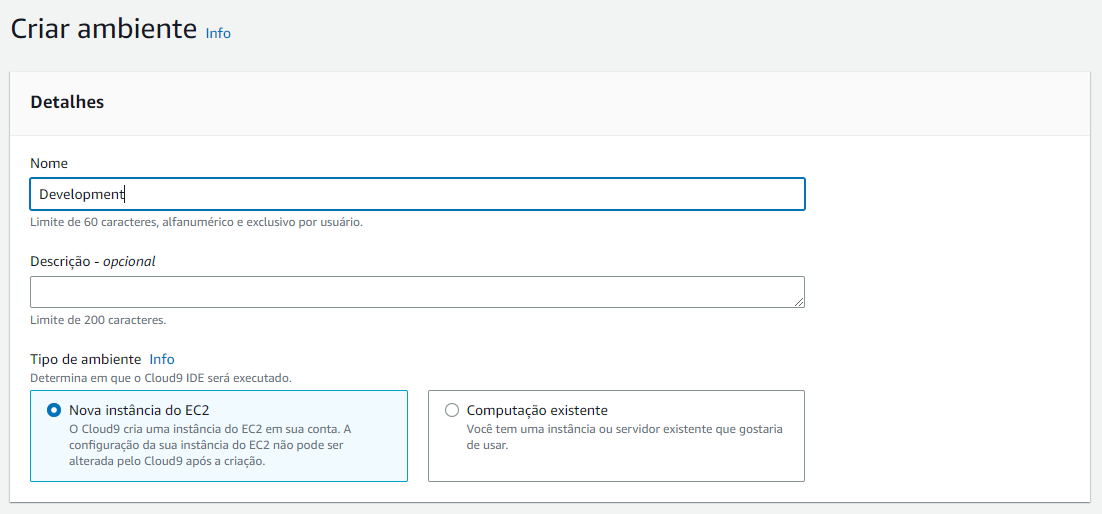 Criar ambiente Info
Detalhes
Nome
Development
Limite de 60 caracteres, alfanumérico e exclusivo por usuário.
Descrição - opcional
Limite de 200 caracteres.
Tipo de ambiente Info
Determina em que o Cloud9 IDE será executado.
Nova instância do EC2
O Cloud9 cria uma instância do EC2 em sua conta. A
configuração da sua instância do EC2 não pode ser
alterada pelo Cloud9 após a criação.
Computação existente
Você tem uma instância ou servidor existente que gostaria
de usar.